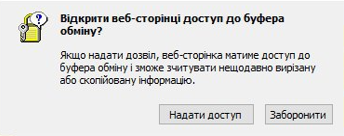 Відкрити веб-сторінці доступ до буфера
обміну?
Якщо надати дозвіл, веб-сторінка матиме доступ до
буфера обміну і зможе зчитувати нещодавно вирізану
або скопійовану інформацію.
Надати доступ Заборонити